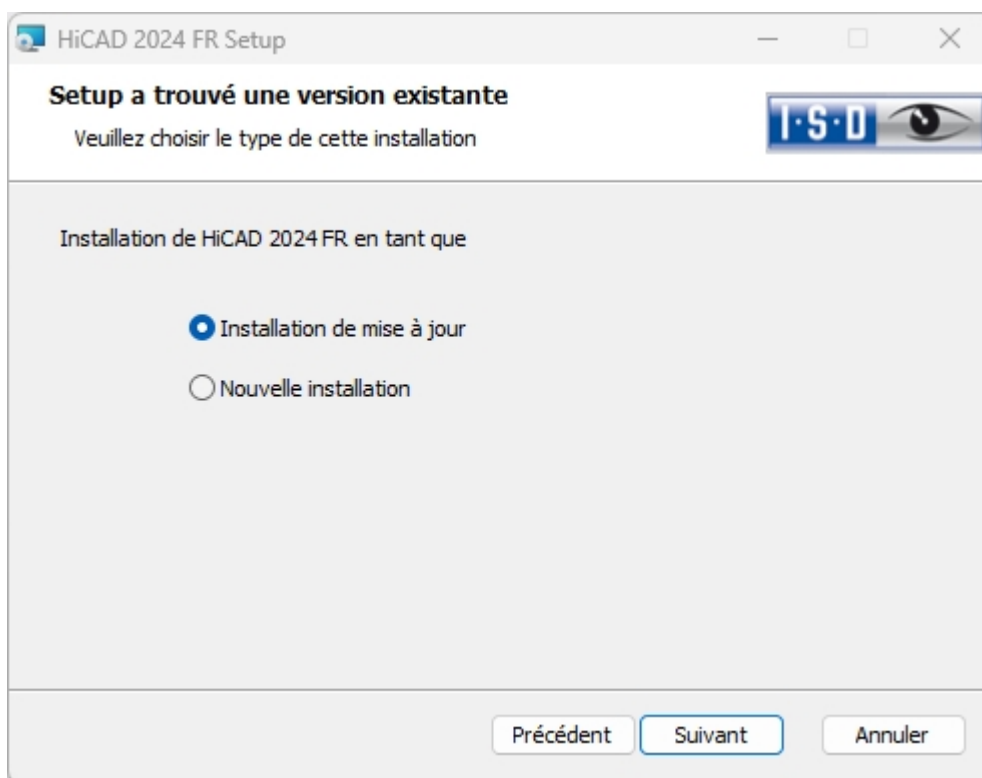 HiCAD 2024 FR Setup
Setup a trouvé une version existante
Veuillez choisir le type de cette installation
I·S·D
Installation de HiCAD 2024 FR en tant que
Installation de mise à jour
Nouvelle installation
Précédent Suivant Annuler